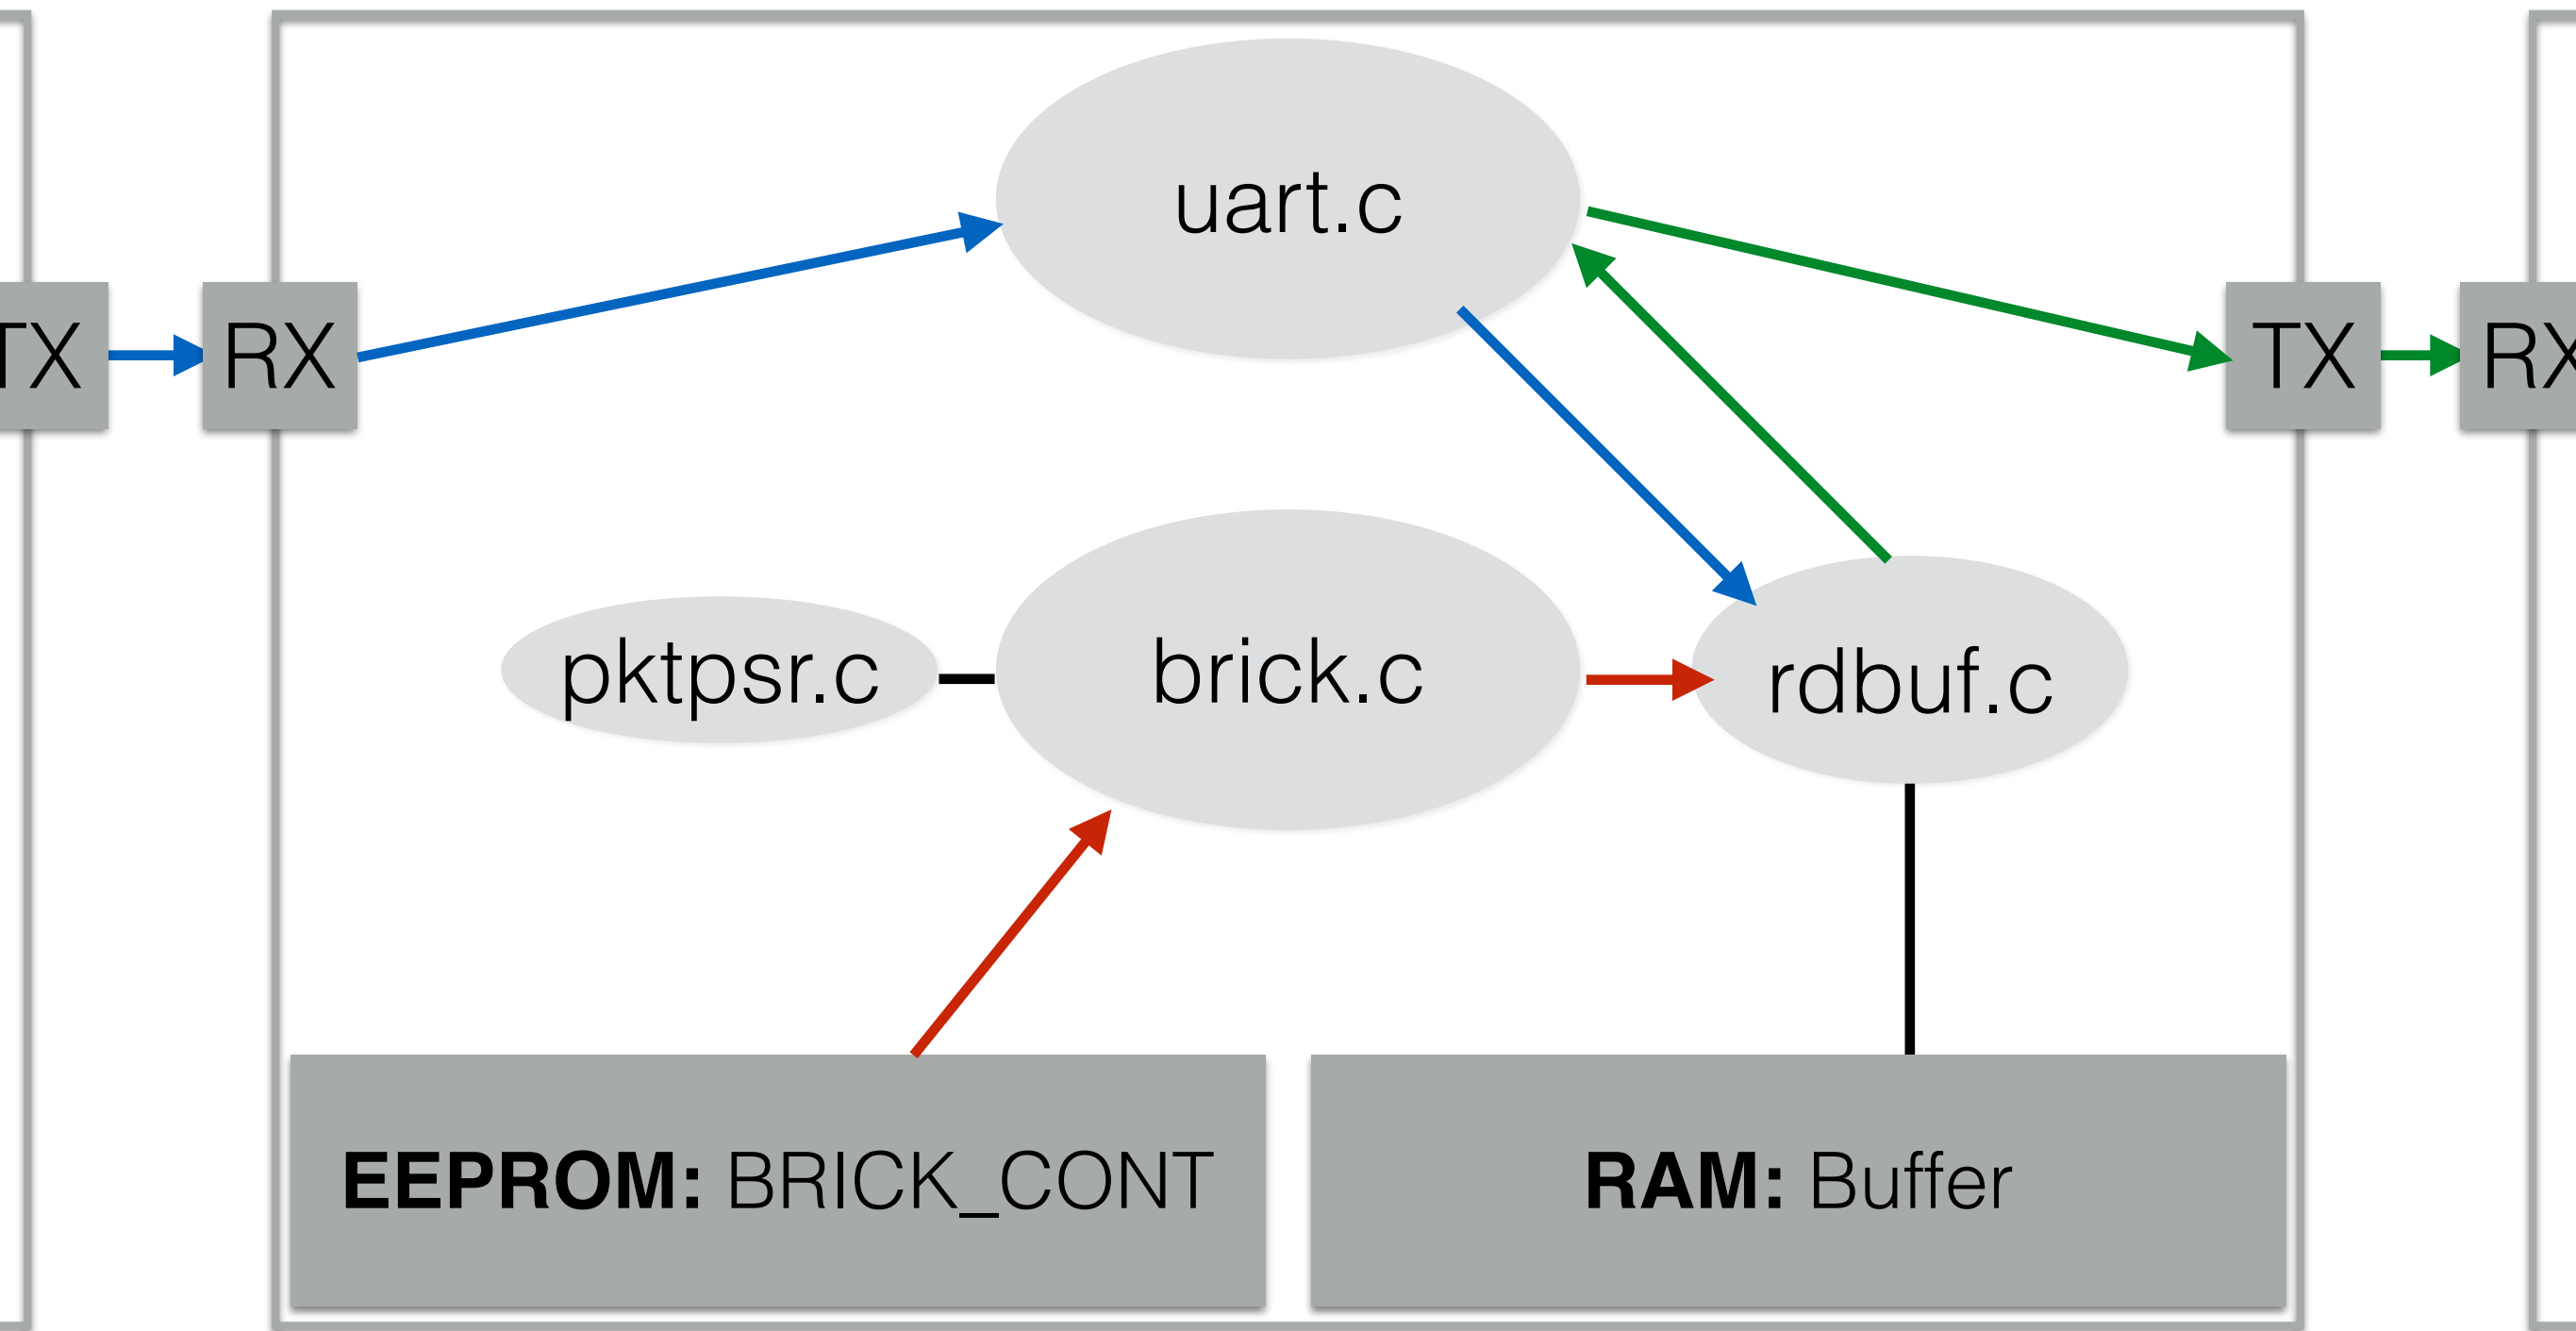 uart.c
TX
RX
TX
RX
pktpsr.c
brick.c
rdbuf.c
EEPROM: BRICK_CONT
RAM: Buffer